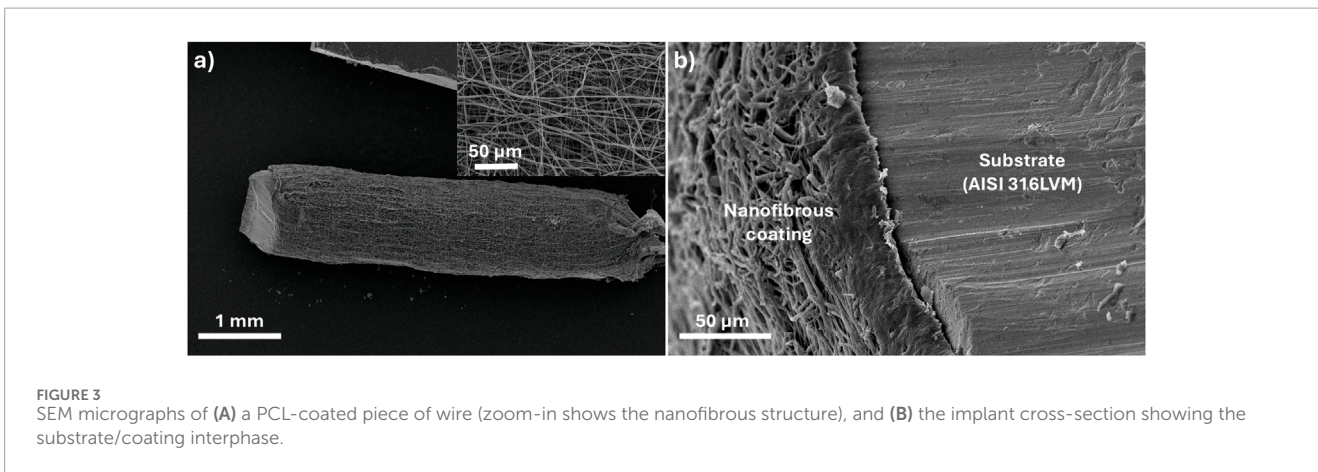 a)
50 µm
1 mm
b)
Substrate
(AISI 316LVM)
Nanofibrous
coating
50 µm
FIGURE 3
SEM micrographs of (A) a PCL-coated piece of wire (zoom-in shows the nanofibrous structure), and (B) the implant cross-section showing the
substrate/coating interphase.